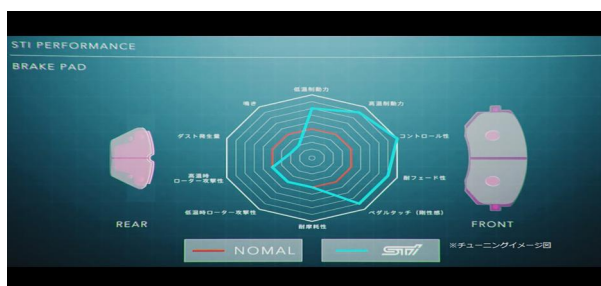 STI PERFORMANCE
BRAKE PAD
低温制動力
鳴き
高温制動力
ダスト発生量
コントロール性
高温時
ローター攻撃性
耐フェード性
低温時ローター攻撃性
ペダルタッチ（剛性感）
耐摩耗性
REAR
FRONT
NOMAL
STI
※チューニングイメージ図